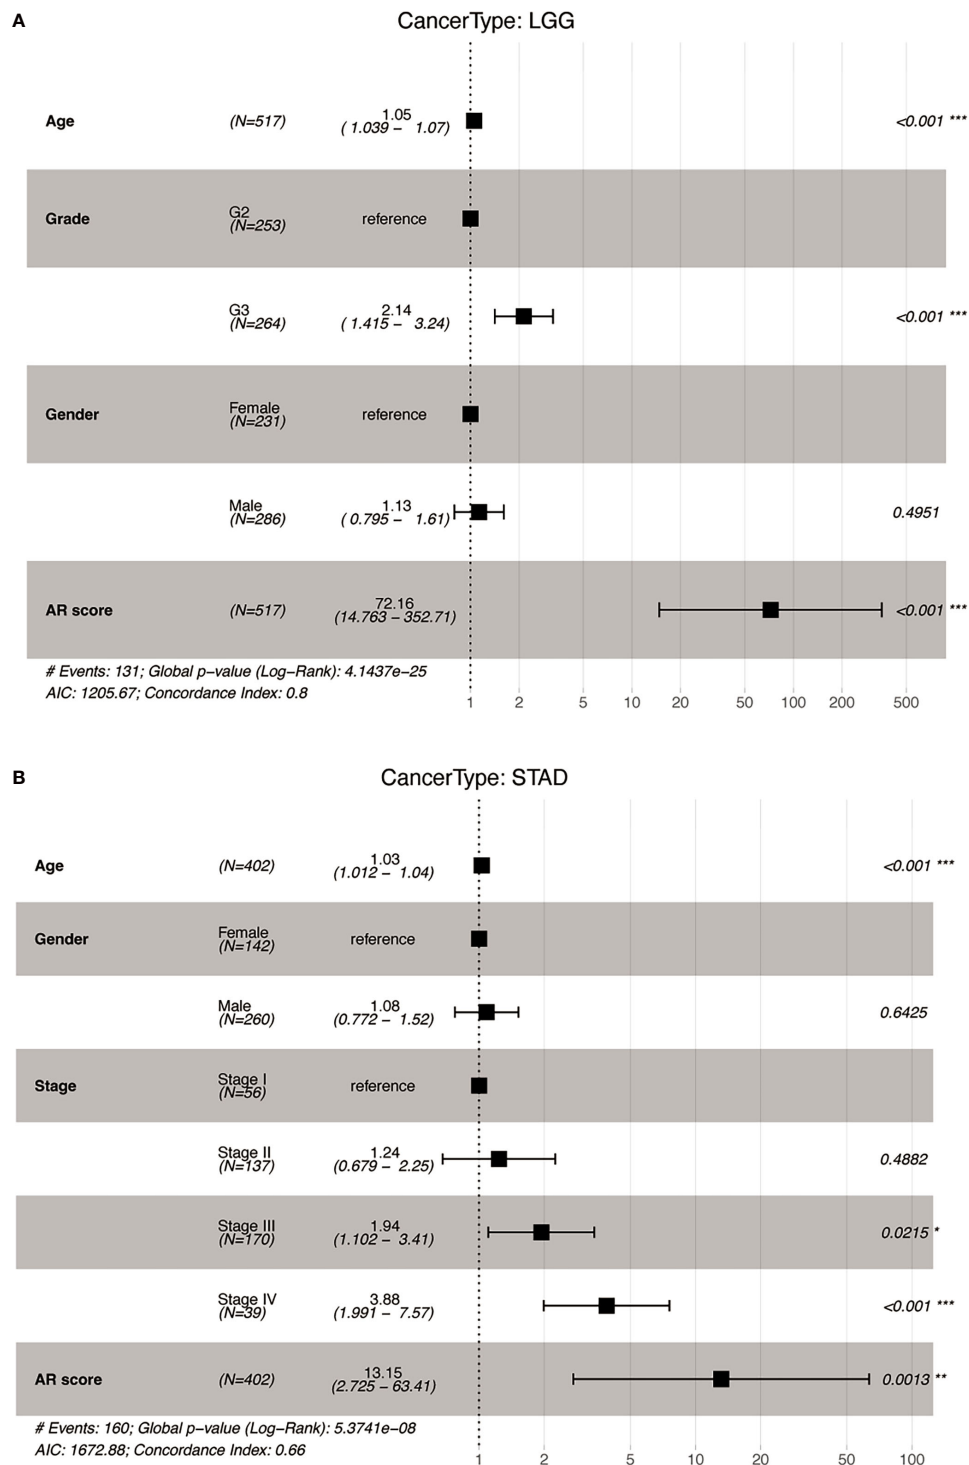 A
CancerType: LGG
Age (N=517) 1.05 <0.001 ***
( 1.039 – 1.07)
Grade G2 reference
(N=253)
G3 2.14 <0.001 ***
(N=264) ( 1.415 – 3.24)
Gender Female reference
(N=231)
Male 1.13 0.4951
(N=286) ( 0.795 – 1.61)
AR score (N=517) 72.16 <0.001 ***
(14.763 – 352.71)
# Events: 131; Global p−value (Log−Rank): 4.1437e−25
AIC: 1205.67; Concordance Index: 0.8
1 2 5 10 20 50 100 200 500
B
CancerType: STAD
Age (N=402) 1.03 <0.001 ***
(1.012 – 1.04)
Gender Female reference
(N=142)
Male 1.08 0.6425
(N=260) (0.772 – 1.52)
Stage Stage I reference
(N=56)
Stage II 1.24 0.4882
(N=137) (0.679 – 2.25)
Stage III 1.94 0.0215 *
(N=170) (1.102 – 3.41)
Stage IV 3.88 <0.001 ***
(N=39) (1.991 – 7.57)
AR score (N=402) 13.15 0.0013 **
(2.725 – 63.41)
# Events: 160; Global p−value (Log−Rank): 5.3741e−08
AIC: 1672.88; Concordance Index: 0.66
1 2 5 10 20 50 100